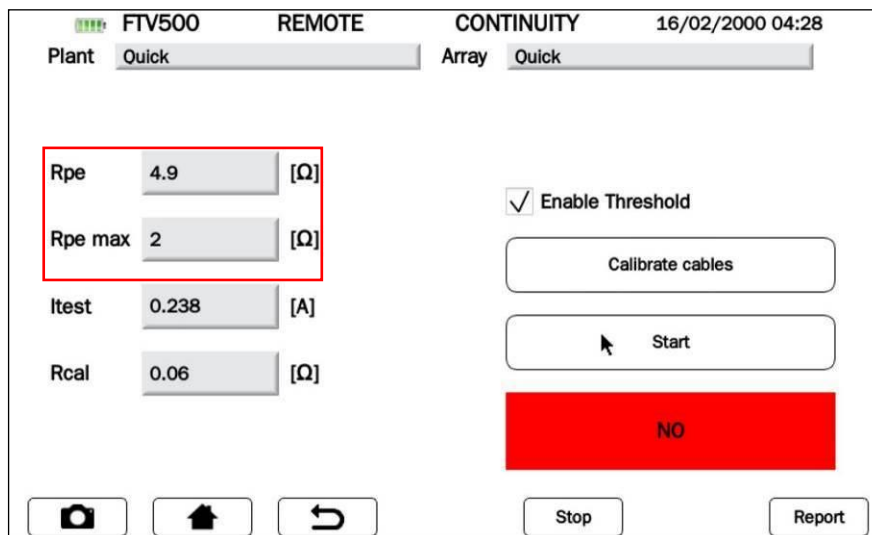 FTV500 REMOTE CONTINUITY 16/02/2000 04:28
Plant Quick Array Quick
Rpe 4.9 [Ω]
Enable Threshold
Rpe max 2 [Ω]
Calibrate cables
Itest 0.238 [A]
Start
Rcal 0.06 [Ω]
NO
Stop Report